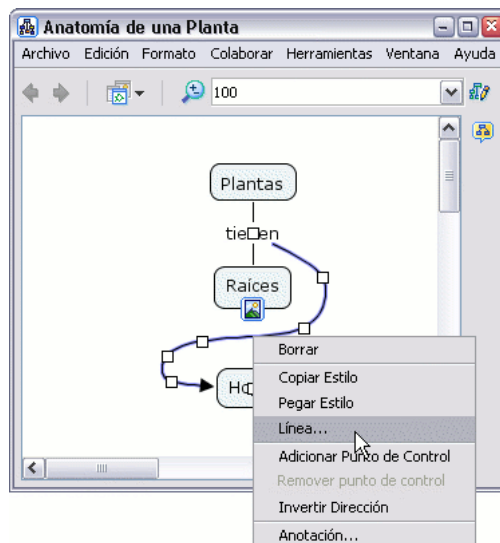 Anatomía de una Planta
Archivo Edición Formato Colaborar Herramientas Ventana Ayuda
100
Plantas
tienen
Raíces
Borrar
Copiar Estilo
Pegar Estilo
Línea...
Adicionar Punto de Control
Remover punto de control
Invertir Dirección
Anotación...